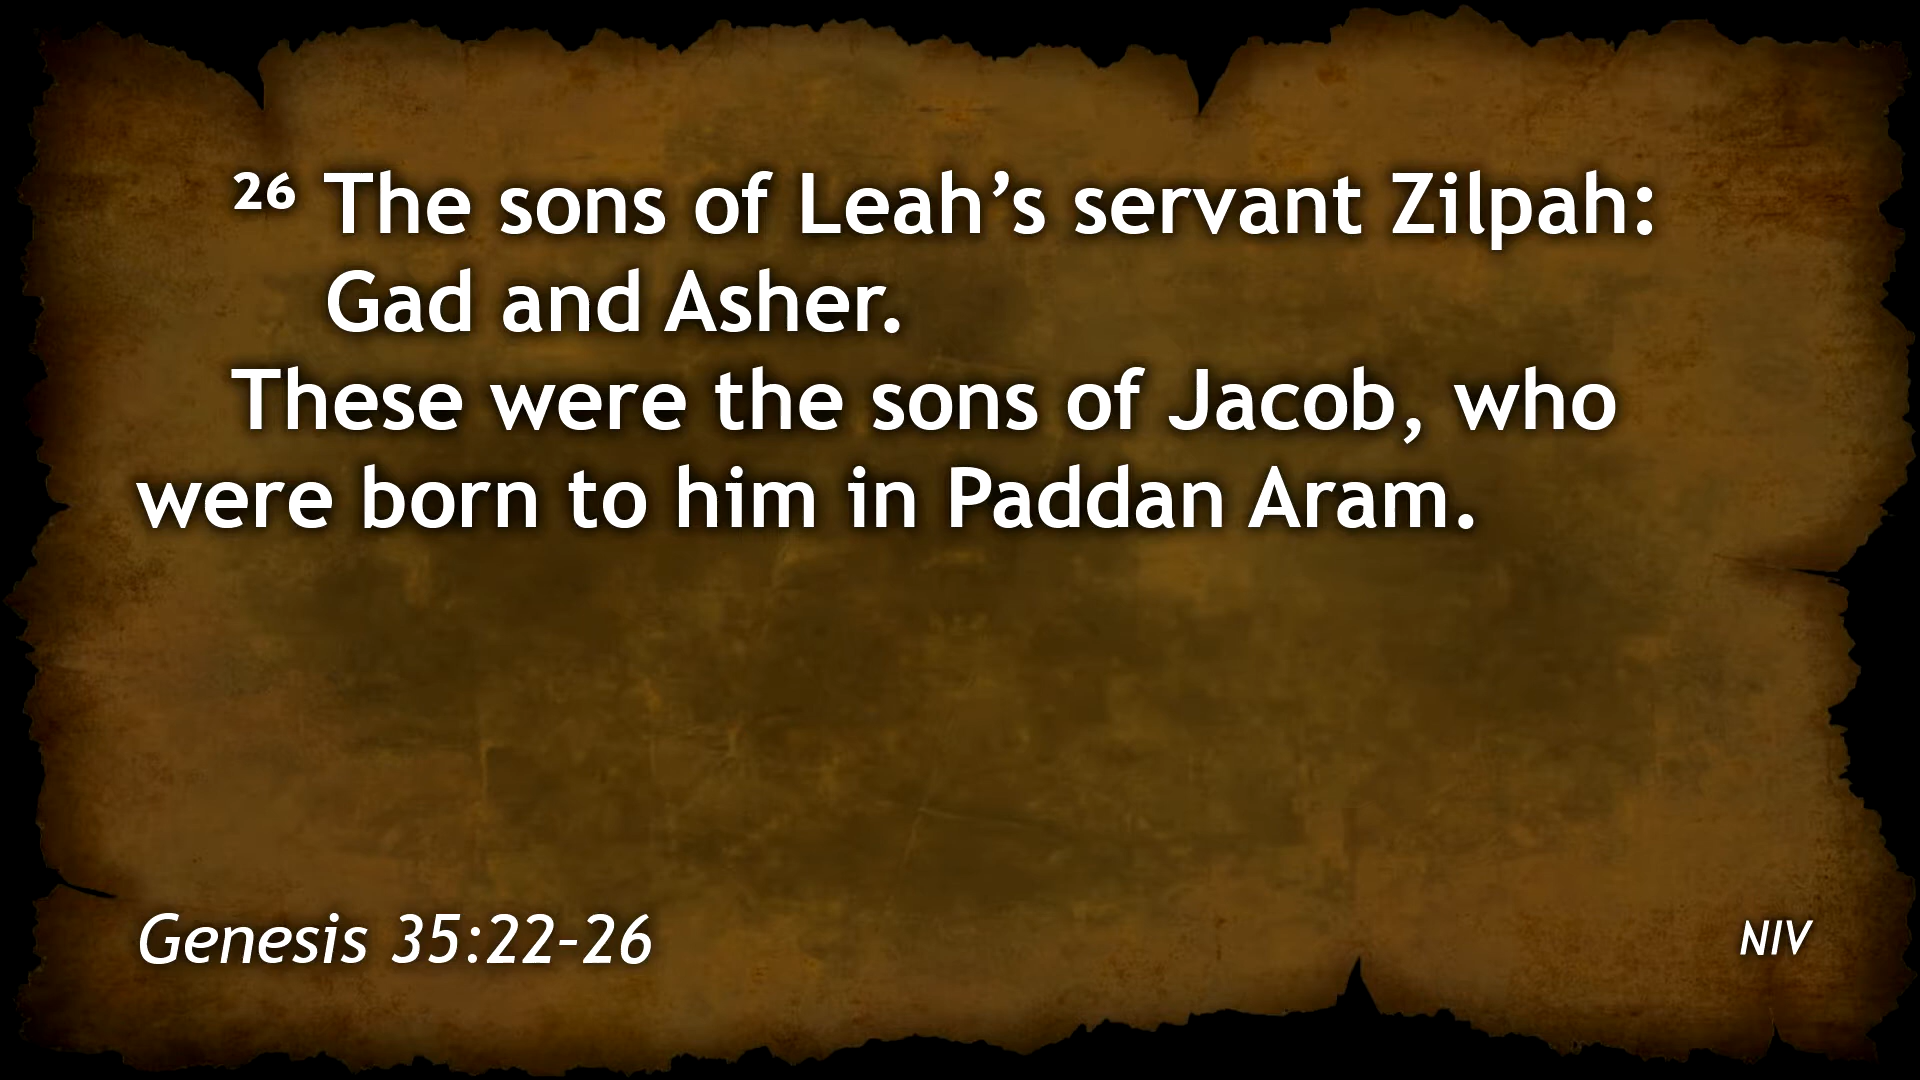 26 The sons of Leah’s servant Zilpah:
Gad and Asher.
These were the sons of Jacob, who
were born to him in Paddan Aram.
Genesis 35:22–26
NIV